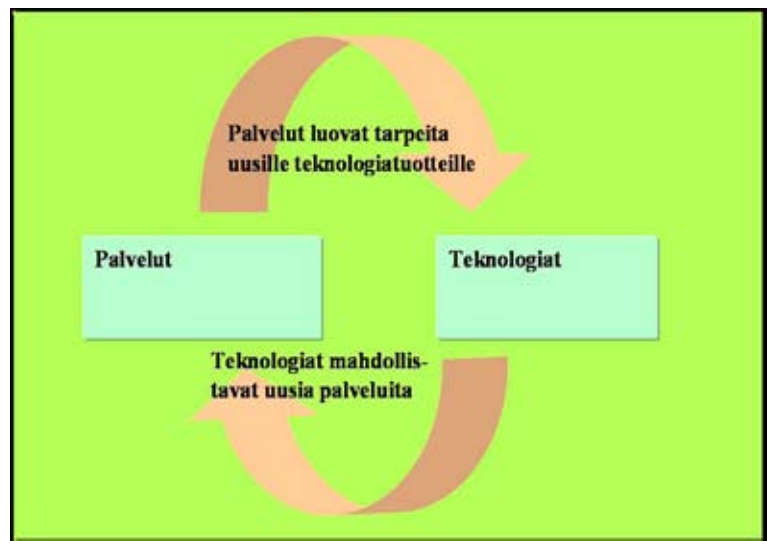 Palvelut luovat tarpeita
uusille teknologiatuotteille
Palvelut
Teknologiat
Teknologiat mahdollis-
tavat uusia palveluita